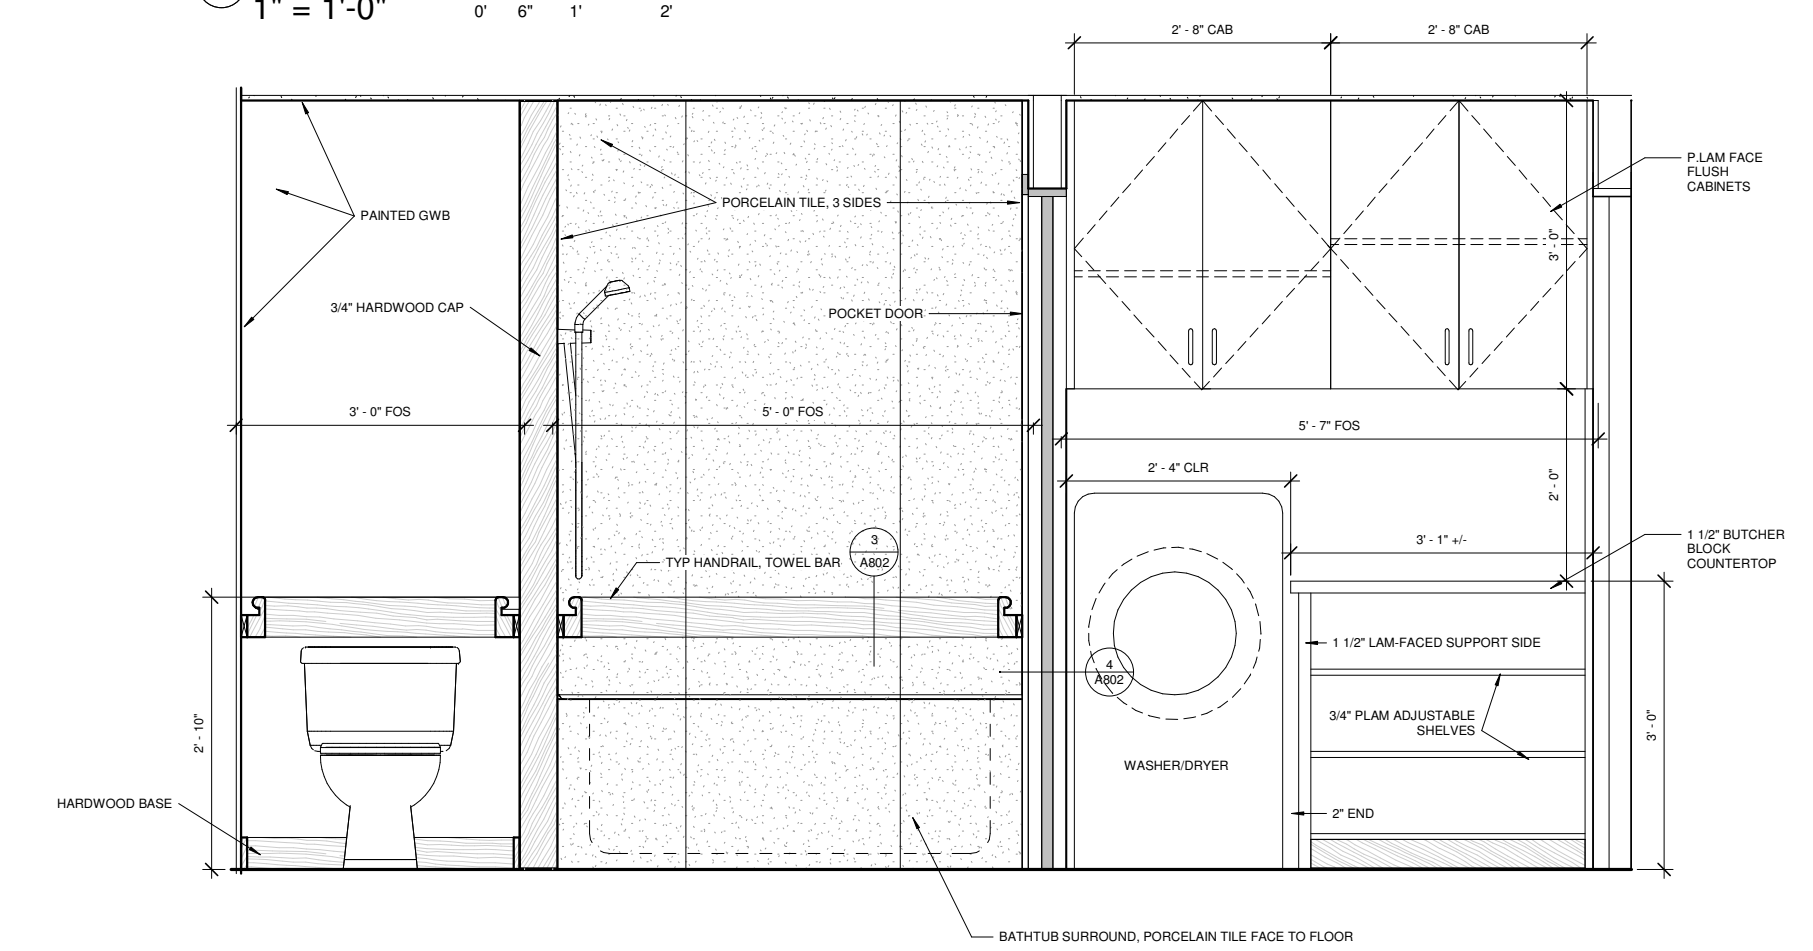 1" = 1'-0"
0' 6" 1' 2'
2' - 8" CAB
2' - 8" CAB
P.LAM FACE
FLUSH
CABINETS
PORCELAIN TILE, 3 SIDES
PAINTED GWB
3' - 0"
3/4" HARDWOOD CAP
POCKET DOOR
3' - 0" FOS
5' - 0" FOS
5' - 7" FOS
2' - 4" CLR
2' - 0"
1 1/2" BUTCHER
BLOCK
COUNTERTOP
3' - 1" +/-
3
A802
TYP HANDRAIL, TOWEL BAR
1 1/2" LAM-FACED SUPPORT SIDE
4
A802
3/4" PLAM ADJUSTABLE
SHELVES
2' - 10"
3' - 0"
WASHER/DRYER
HARDWOOD BASE
2" END
BATHTUB SURROUND, PORCELAIN TILE FACE TO FLOOR